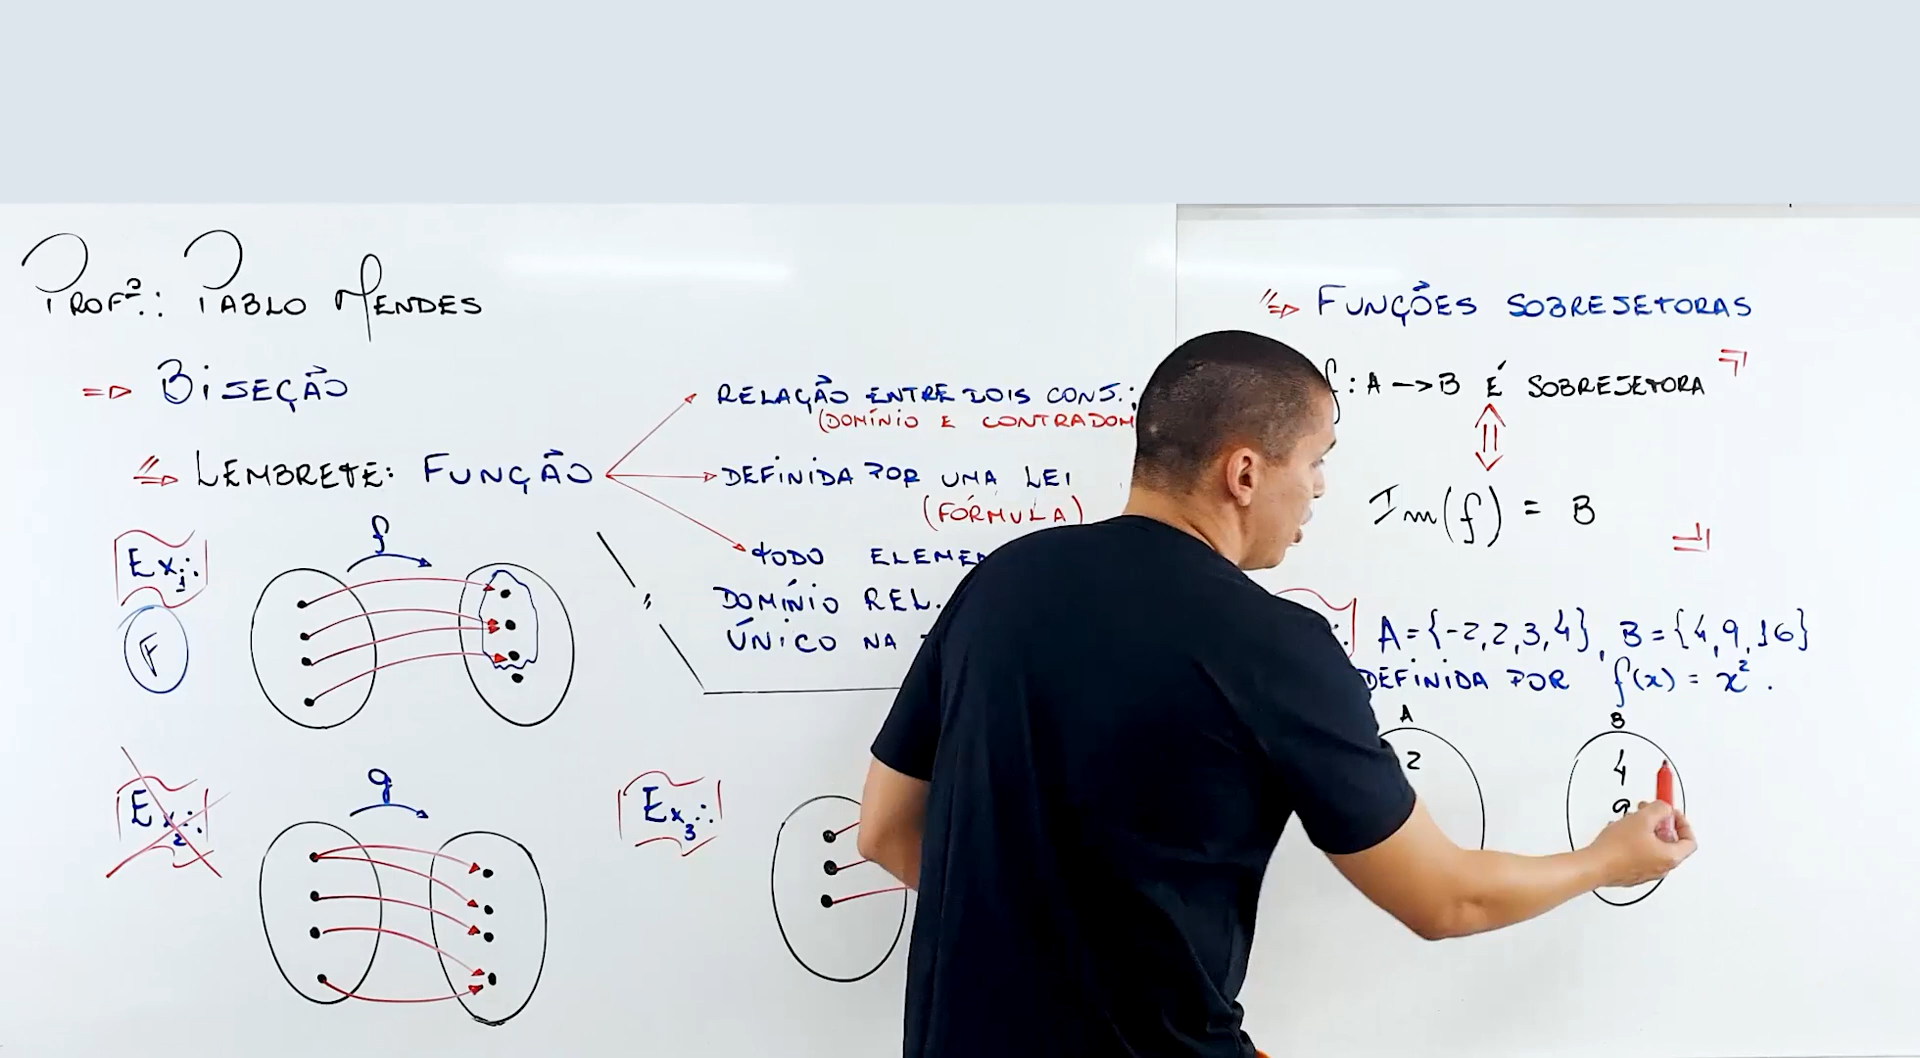 Profº.: Pablo Mendes
=> Bijeção
=> Lembrete: Função
Relação entre dois conj.;
(domínio e contradom
definida por uma lei
(fórmula)
todo eleme
domínio rel.
único na
Ex1:
f
F
Ex2:
g
Ex3:
=> Funções sobrejetoras
f: A -> B é sobrejetora
Im(f) = B
A = {-2, 2, 3, 4}, B = {4, 9, 16}
definida por f(x) = x².
A
2
B
4
9